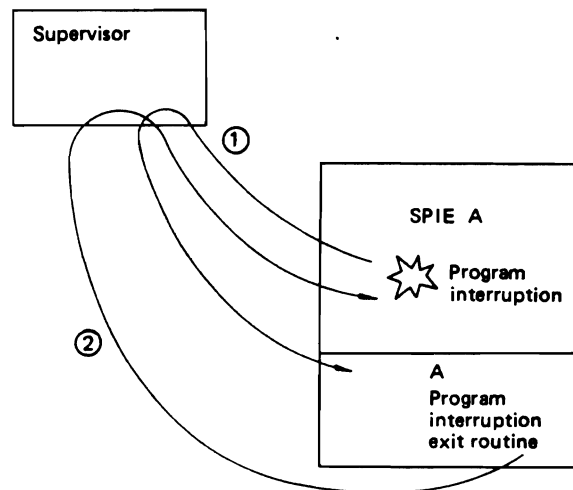 Supervisor
①
SPIE A
Program
interruption
②
A
Program
interruption
exit routine